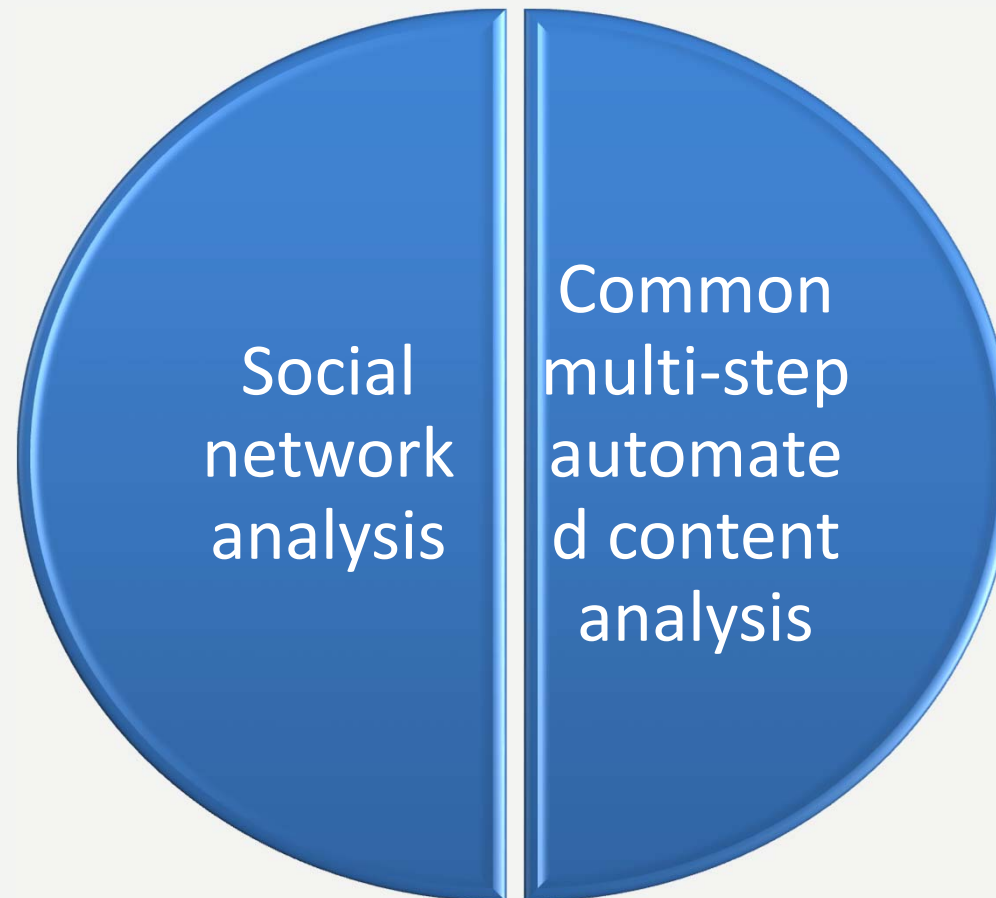 Social
network
analysis
Common
multi-step
automate
d content
analysis